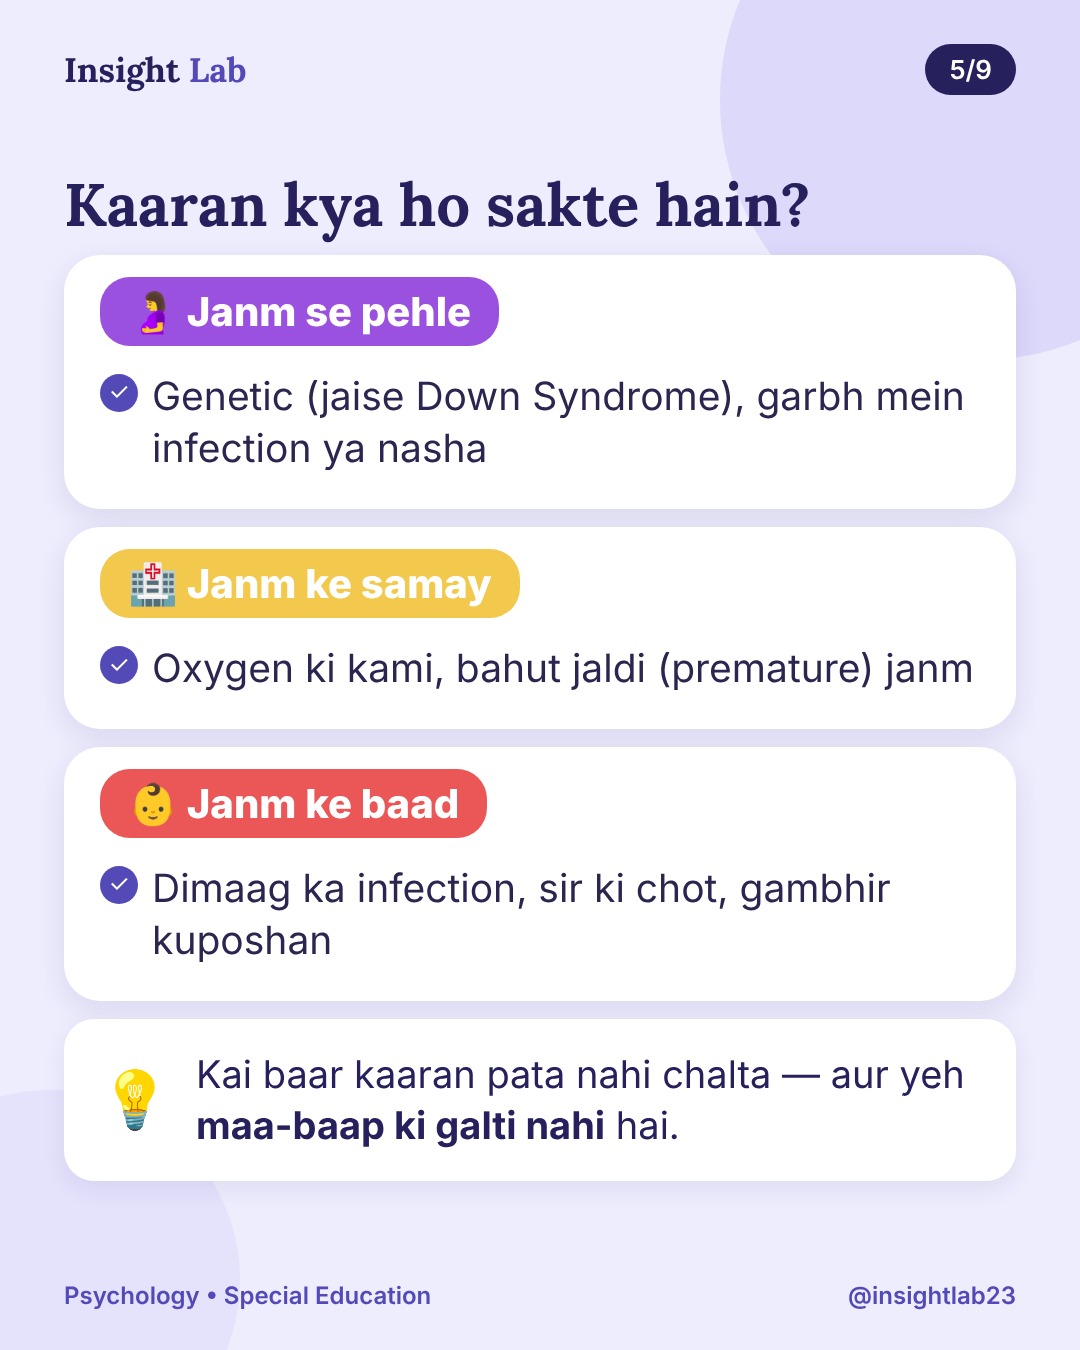 Insight Lab
5/9
Kaaran kya ho sakte hain?
🤰 Janm se pehle
Genetic (jaise Down Syndrome), garbh mein
infection ya nasha
🏥 Janm ke samay
Oxygen ki kami, bahut jaldi (premature) janm
👶 Janm ke baad
Dimaag ka infection, sir ki chot, gambhir
kuposhan
💡 Kai baar kaaran pata nahi chalta — aur yeh
maa-baap ki galti nahi hai.
Psychology • Special Education
@insightlab23